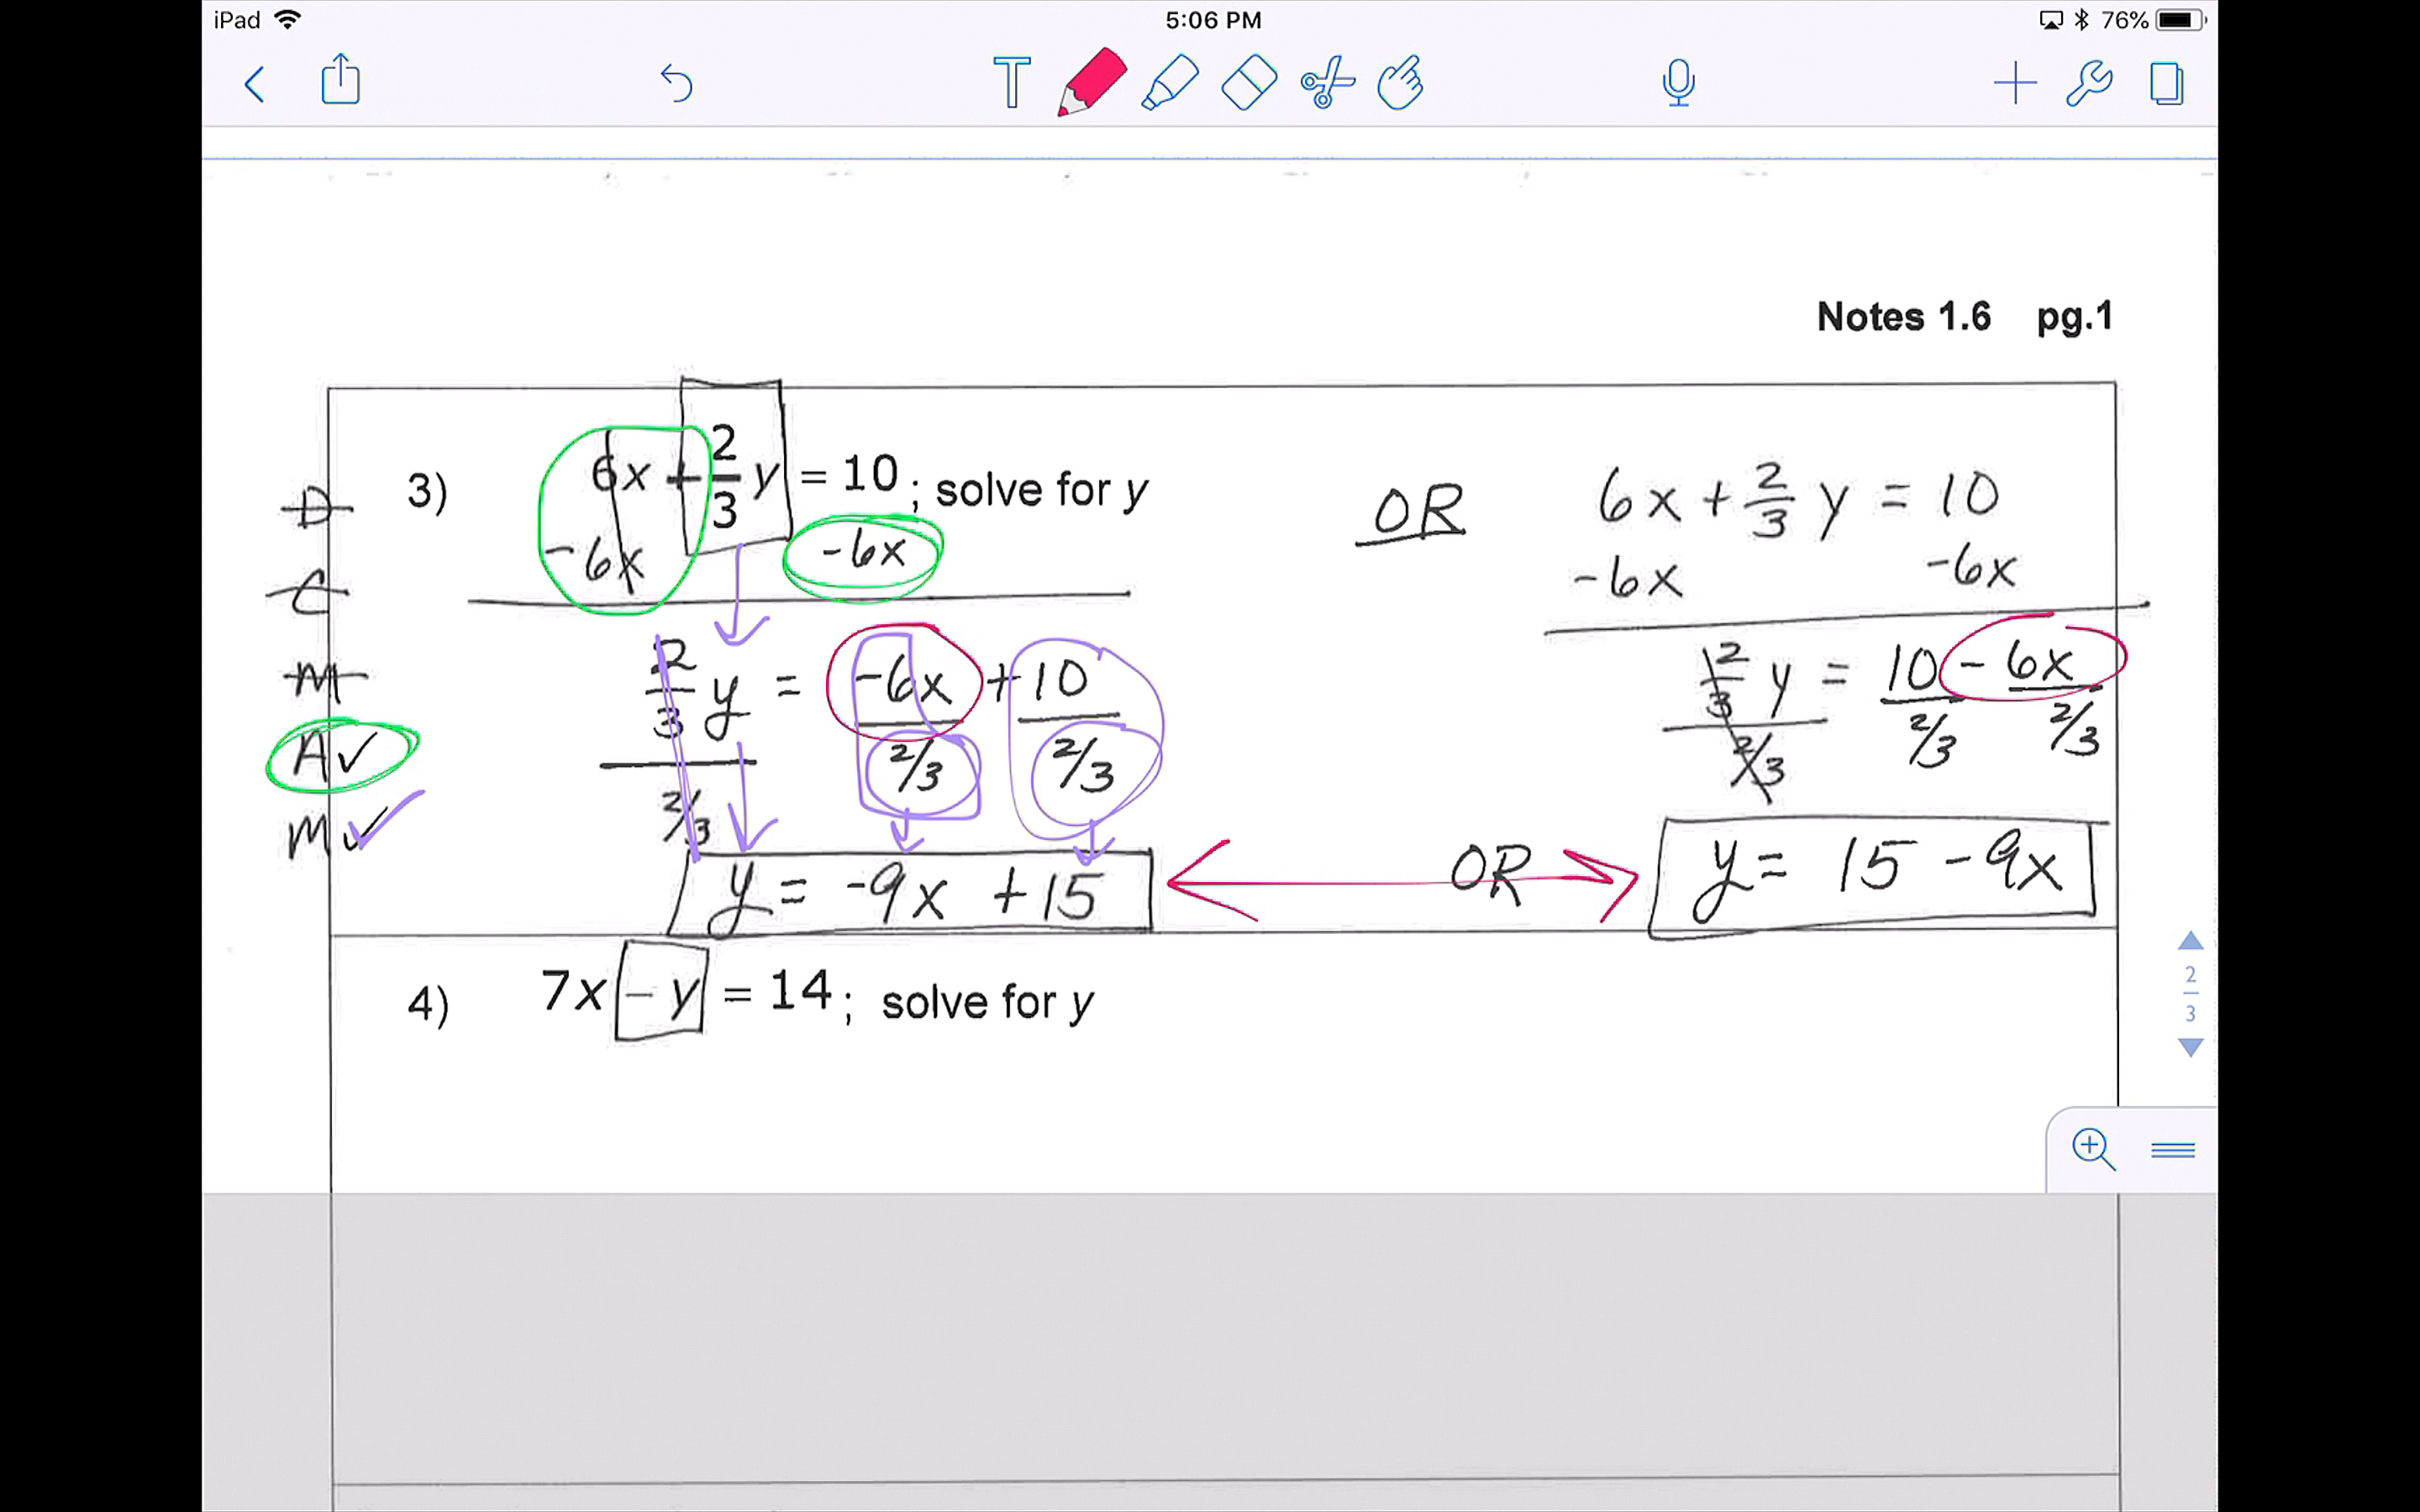 iPad 5:06 PM 76%
T
Notes 1.6 pg.1
3) 6x + 2/3 y = 10 ; solve for y
-6x -6x
2/3 y = -6x + 10
2/3 2/3 2/3
y = -9x + 15
D
C
M
A ✓
M ✓
OR
6x + 2/3 y = 10
-6x -6x
2/3 y = 10 - 6x
2/3 2/3 2/3
OR
y = 15 - 9x
4) 7x - y = 14 ; solve for y
2
3